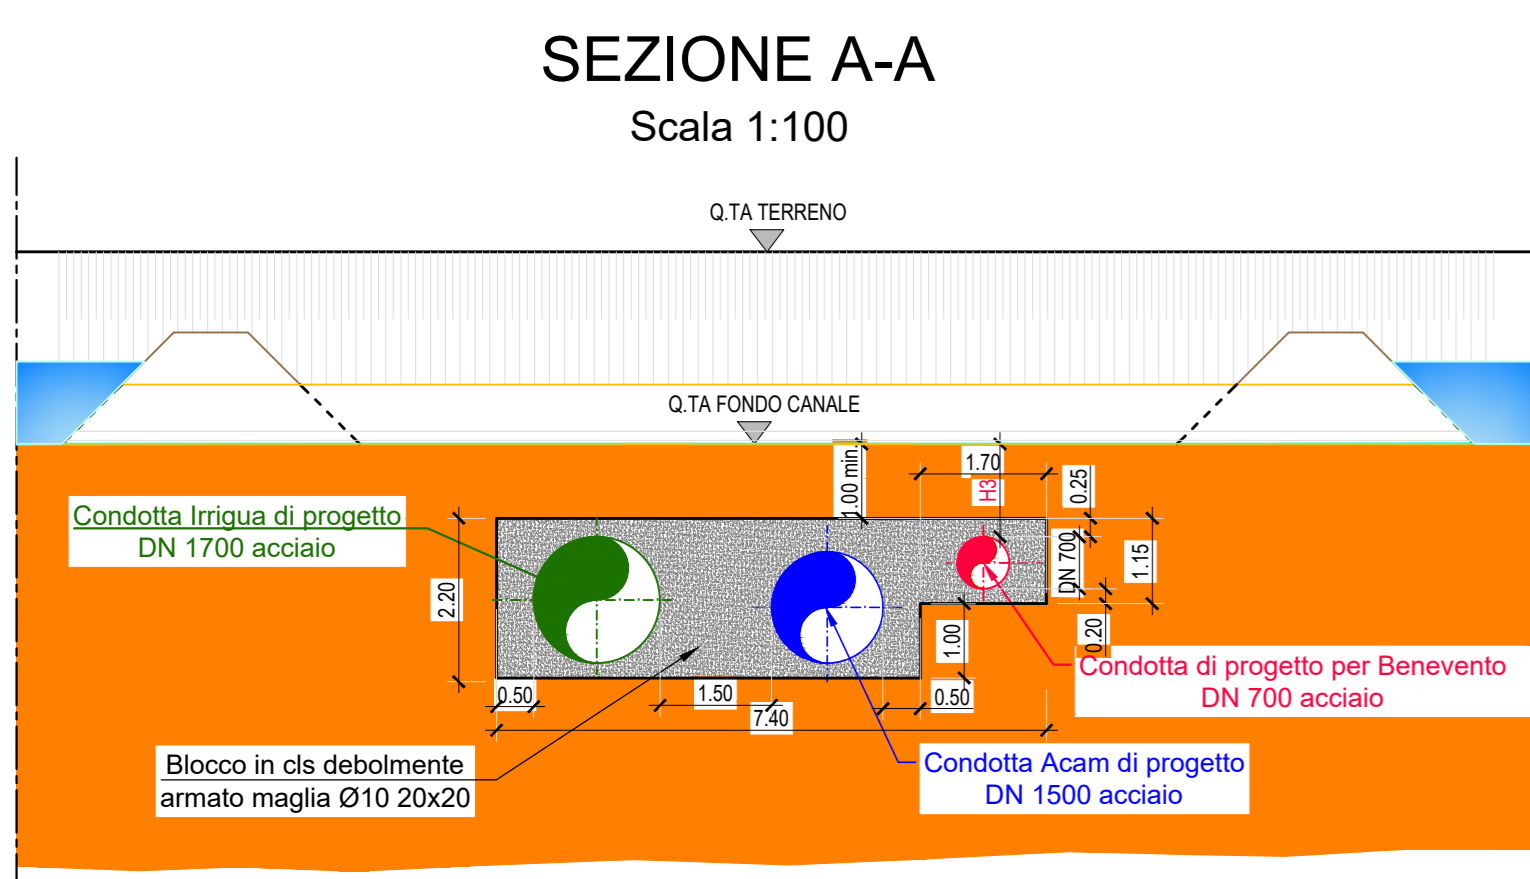 SEZIONE A-A
Scala 1:100
Q.TA TERRENO
Q.TA FONDO CANALE
1.00 min.
1.70
H3
0.25
Condotta Irrigua di progetto
DN 1700 acciaio
2.20
DN 700
1.15
1.00
0.20
Condotta di progetto per Benevento
DN 700 acciaio
0.50
1.50
0.50
7.40
Blocco in cls debolmente
armato maglia Ø10 20x20
Condotta Acam di progetto
DN 1500 acciaio